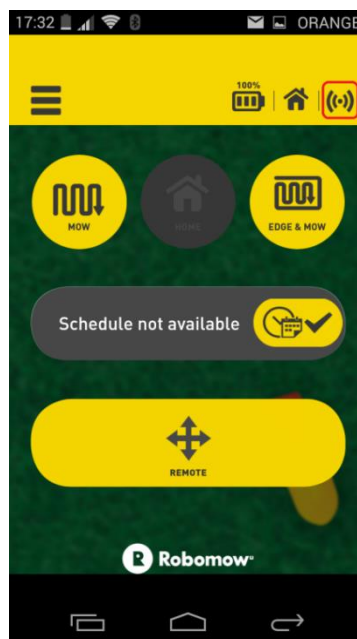 17:32 ORANGE
100%
MOW
HOME
EDGE & MOW
Schedule not available
REMOTE
R Robomow